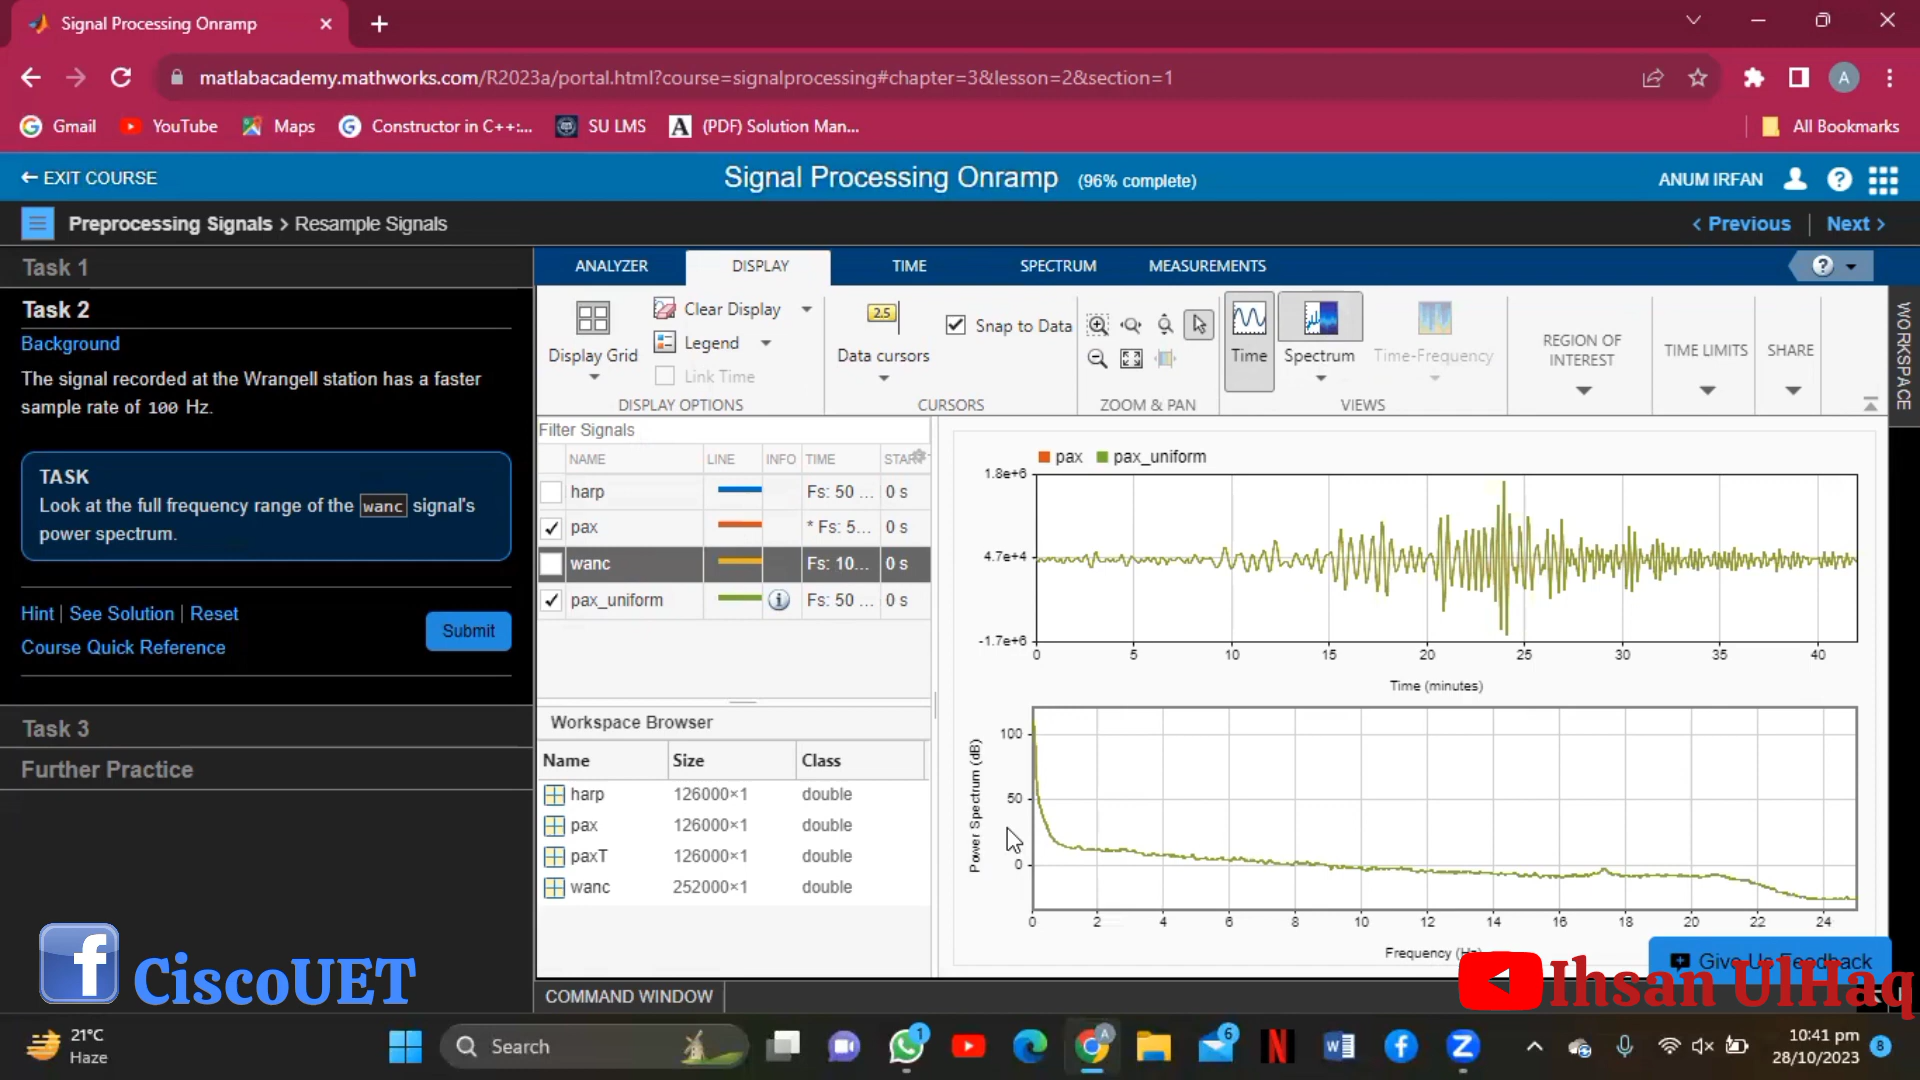 Signal Processing Onramp
matlabacademy.mathworks.com/R2023a/portal.html?course=signalprocessing#chapter=3&lesson=2&section=1
A
Gmail YouTube Maps Constructor in C++:... SU LMS (PDF) Solution Man... All Bookmarks
EXIT COURSE
Signal Processing Onramp (96% complete)
ANUM IRFAN
Preprocessing Signals > Resample Signals
< Previous | Next >
Task 1
Task 2
Background
The signal recorded at the Wrangell station has a faster
sample rate of 100 Hz.
TASK
Look at the full frequency range of the wanc signal's
power spectrum.
Hint | See Solution | Reset
Course Quick Reference
Submit
Task 3
Further Practice
ANALYZER DISPLAY TIME SPECTRUM MEASUREMENTS
Display Grid
Clear Display
Legend
Link Time
DISPLAY OPTIONS
2.5
Data cursors
Snap to Data
CURSORS
ZOOM & PAN
Time Spectrum Time-Frequency
VIEWS
REGION OF
INTEREST
TIME LIMITS
SHARE
WORKSPACE
Filter Signals
NAME LINE INFO TIME START
harp Fs: 50 ... 0 s
pax * Fs: 5... 0 s
wanc Fs: 10... 0 s
pax_uniform Fs: 50 ... 0 s
Workspace Browser
Name Size Class
harp 126000×1 double
pax 126000×1 double
paxT 126000×1 double
wanc 252000×1 double
pax pax_uniform
1.8e+6
4.7e+4
-1.7e+6
0 5 10 15 20 25 30 35 40
Time (minutes)
Power Spectrum (dB)
100
50
0
0 2 4 6 8 10 12 14 16 18 20 22 24
Frequency (Hz)
Give Us Feedback
COMMAND WINDOW
f CiscoUET
Ihsan UlHaq
21°C
Haze
Search
1
A
6
10:41 pm
28/10/2023
8